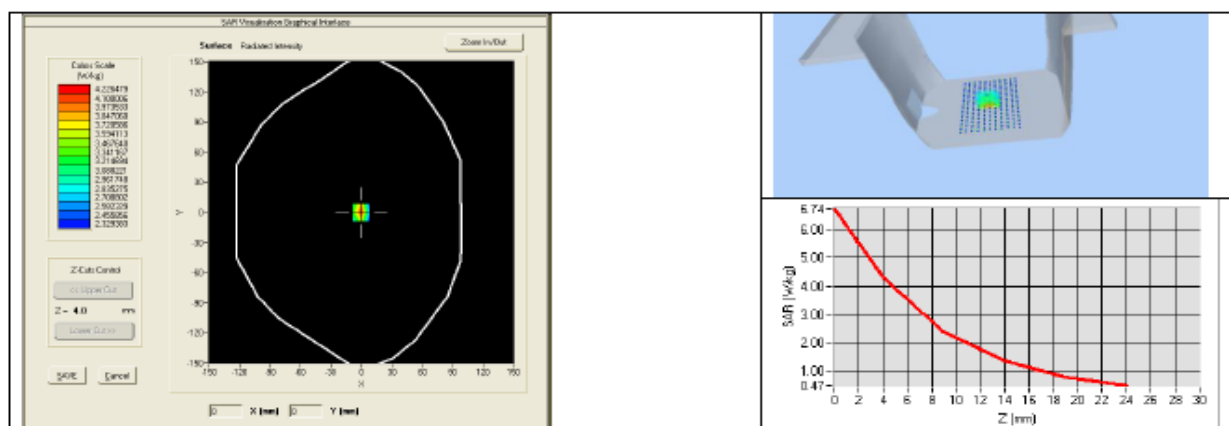 SAR Visualisation Graphical Interface
Surface Radiated Intensity
Zoom In/Out
Colors Scale
(W/kg)
4.226479
4.100006
3.973533
3.847060
3.720586
3.594113
3.467640
3.341167
3.214694
3.088221
2.961748
2.835275
2.708802
2.582329
2.455856
2.329383
Z-Cuts Control
<< Upper Cut
Z = 4.0 mm
Lower Cut >>
SAVE
Cancel
150
120
90
60
30
0
-30
-60
-90
-120
-150
Y
-150 -120 -90 -60 -30 0 30 60 90 120 150
X
0 X (mm) 0 Y (mm)
6.74
6.00
5.00
4.00
3.00
2.00
1.00
0.47
SAR (W/kg)
0 2 4 6 8 10 12 14 16 18 20 22 24 26 28 30
Z (mm)